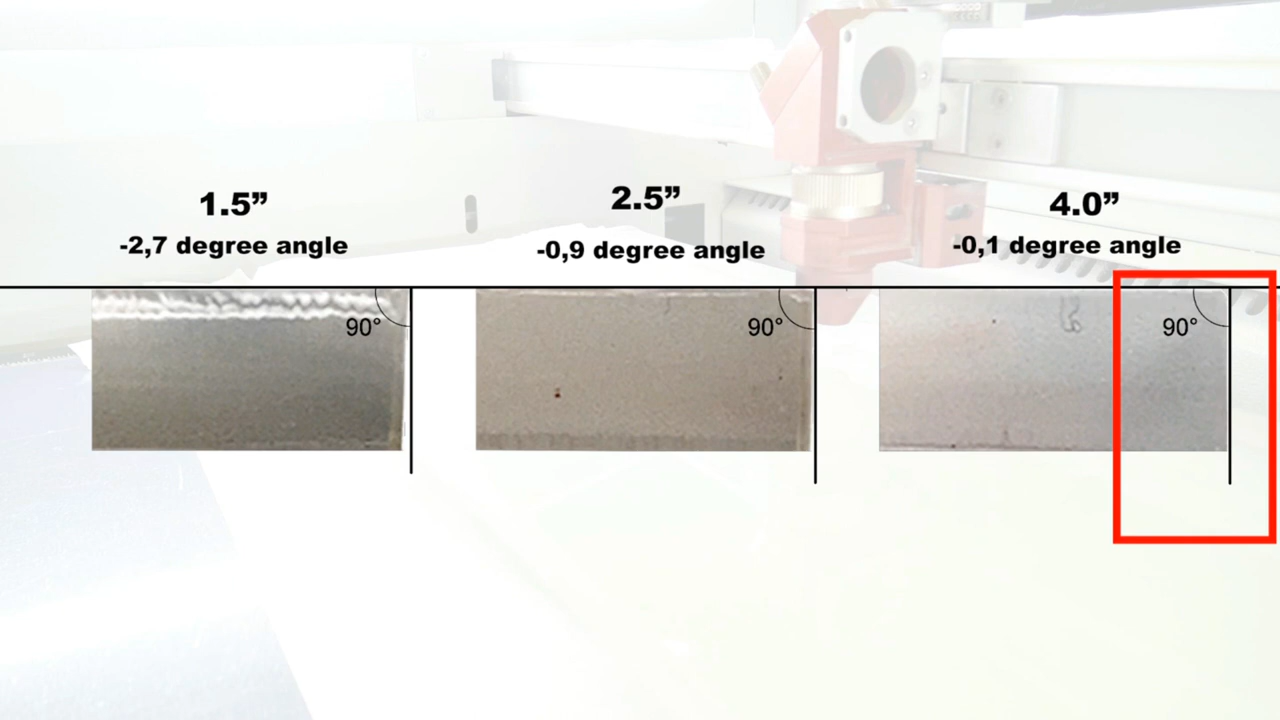 1.5” 2.5” 4.0”
-2,7 degree angle -0,9 degree angle -0,1 degree angle
90° 90° 90°